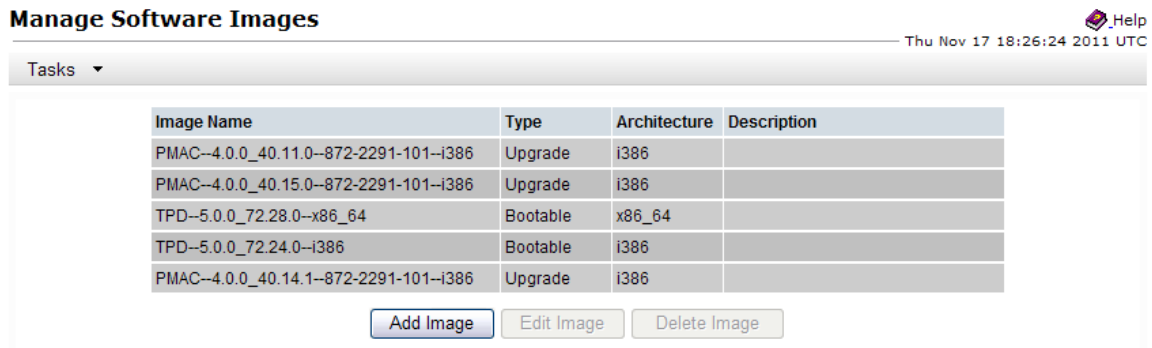 Manage Software Images
Help
Thu Nov 17 18:26:24 2011 UTC
Tasks
Image Name Type Architecture Description
PMAC--4.0.0_40.11.0--872-2291-101--i386 Upgrade i386
PMAC--4.0.0_40.15.0--872-2291-101--i386 Upgrade i386
TPD--5.0.0_72.28.0--x86_64 Bootable x86_64
TPD--5.0.0_72.24.0--i386 Bootable i386
PMAC--4.0.0_40.14.1--872-2291-101--i386 Upgrade i386
Add Image Edit Image Delete Image